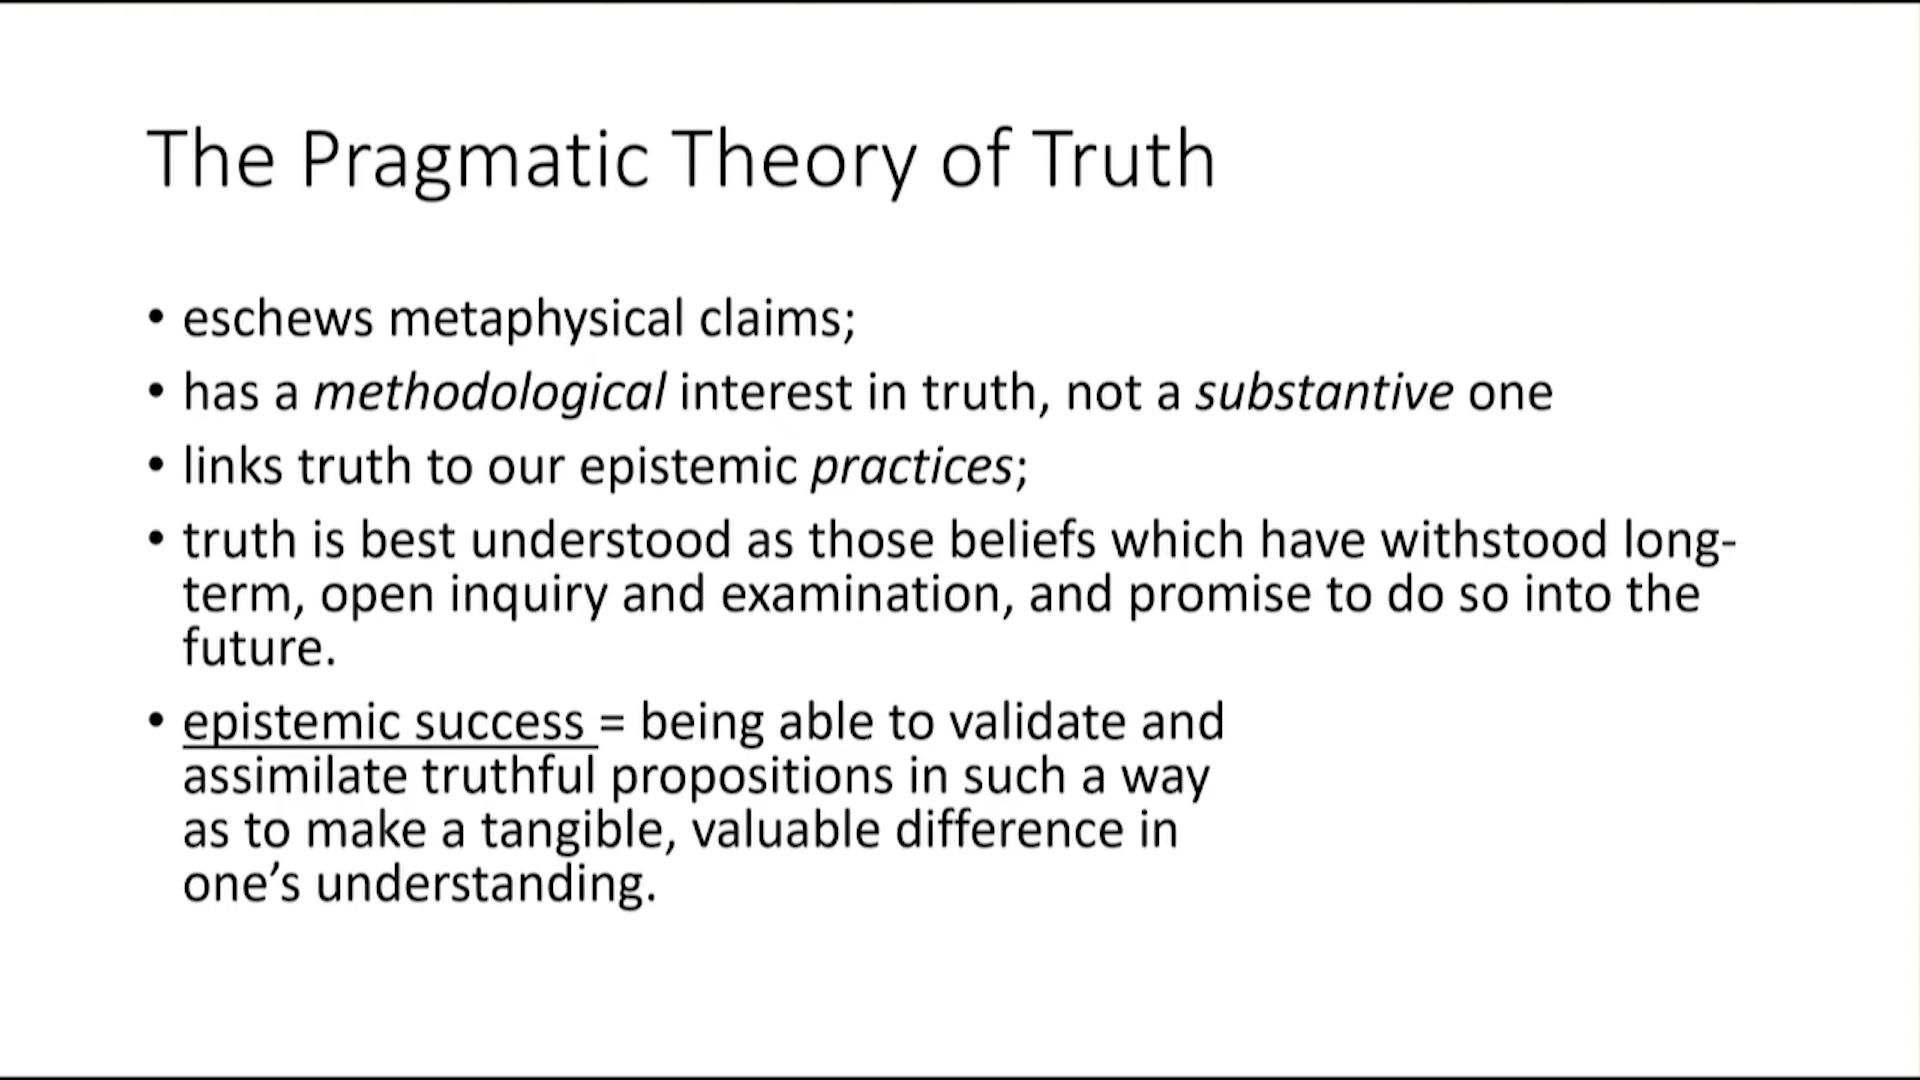 The Pragmatic Theory of Truth
• eschews metaphysical claims;
• has a methodological interest in truth, not a substantive one
• links truth to our epistemic practices;
• truth is best understood as those beliefs which have withstood long-
term, open inquiry and examination, and promise to do so into the
future.
• epistemic success = being able to validate and
assimilate truthful propositions in such a way
as to make a tangible, valuable difference in
one’s understanding.